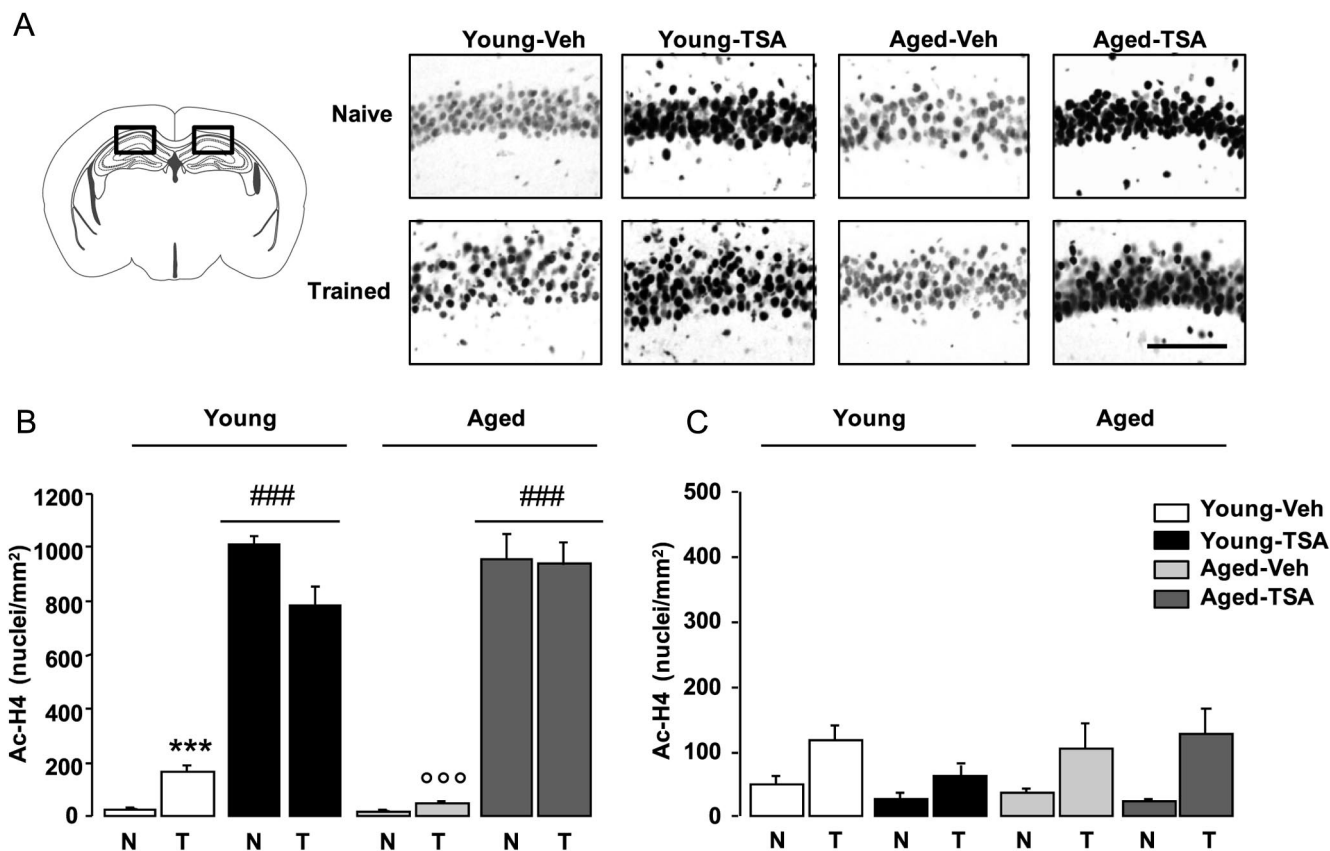 A
Young-Veh Young-TSA Aged-Veh Aged-TSA
Naive
Trained
B
Young Aged
Ac-H4 (nuclei/mm²)
1200
1000
800
600
400
200
0
***
###
°°°
###
N T N T N T N T
C
Young Aged
Ac-H4 (nuclei/mm²)
500
400
300
200
100
0
Young-Veh
Young-TSA
Aged-Veh
Aged-TSA
N T N T N T N T